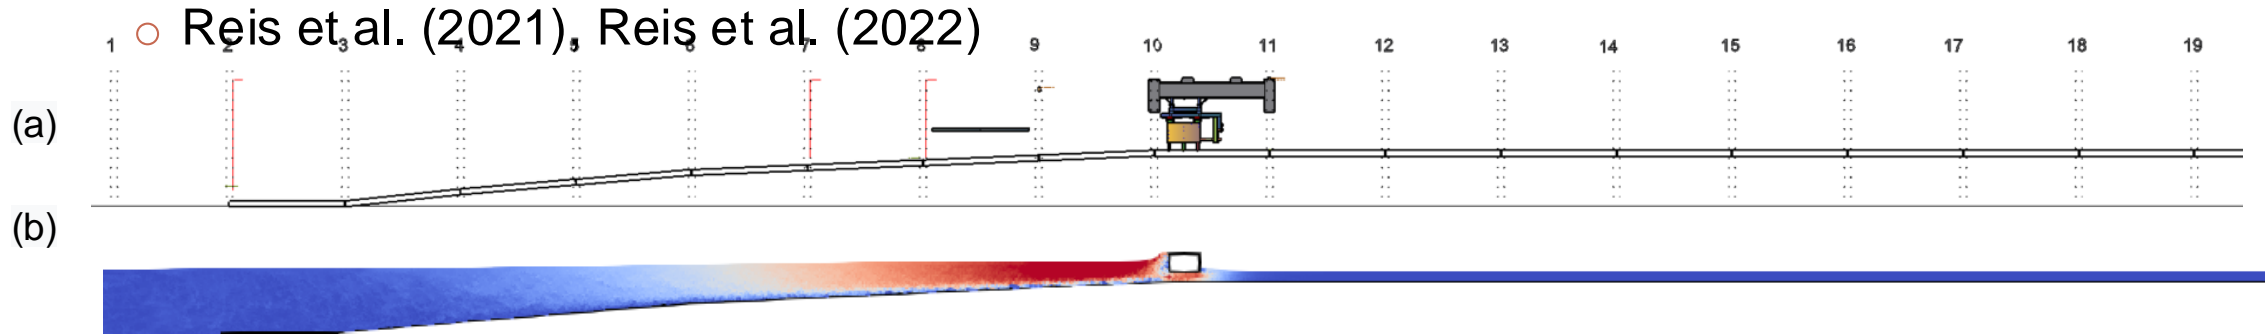 Reis et al. (2021), Reis et al. (2022)
1 2 3 4 5 6 7 8 9 10 11 12 13 14 15 16 17 18 19
(a)
(b)